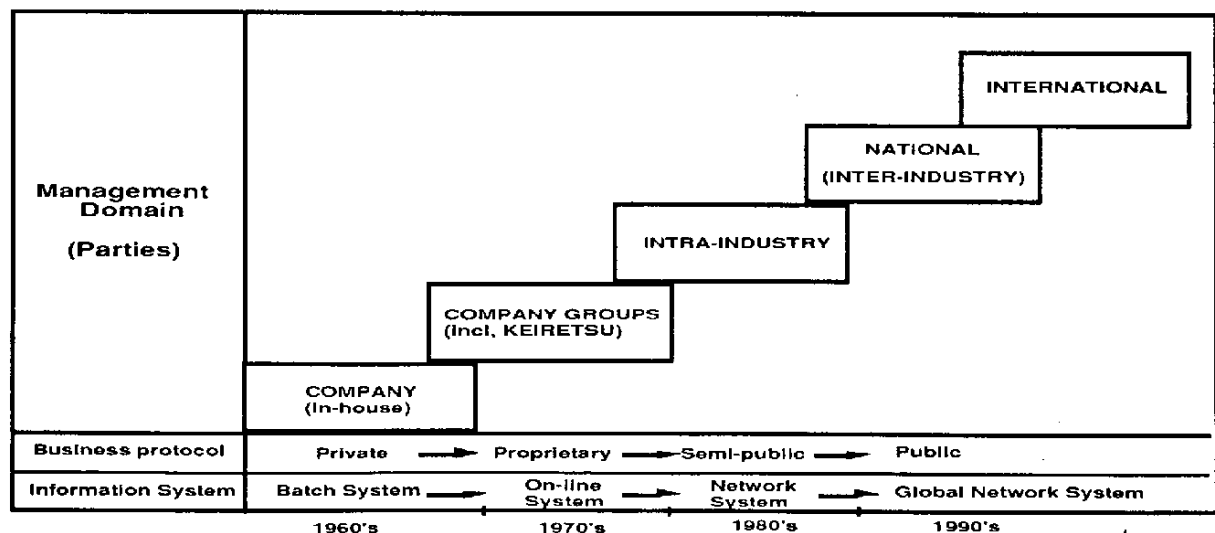 INTERNATIONAL
NATIONAL
(INTER-INDUSTRY)
Management
Domain
(Parties)
INTRA-INDUSTRY
COMPANY GROUPS
(Incl, KEIRETSU)
COMPANY
(In-house)
Business protocol Private Proprietary Semi-public Public
Information System Batch System On-line System Network System Global Network System
1960's 1970's 1980's 1990's